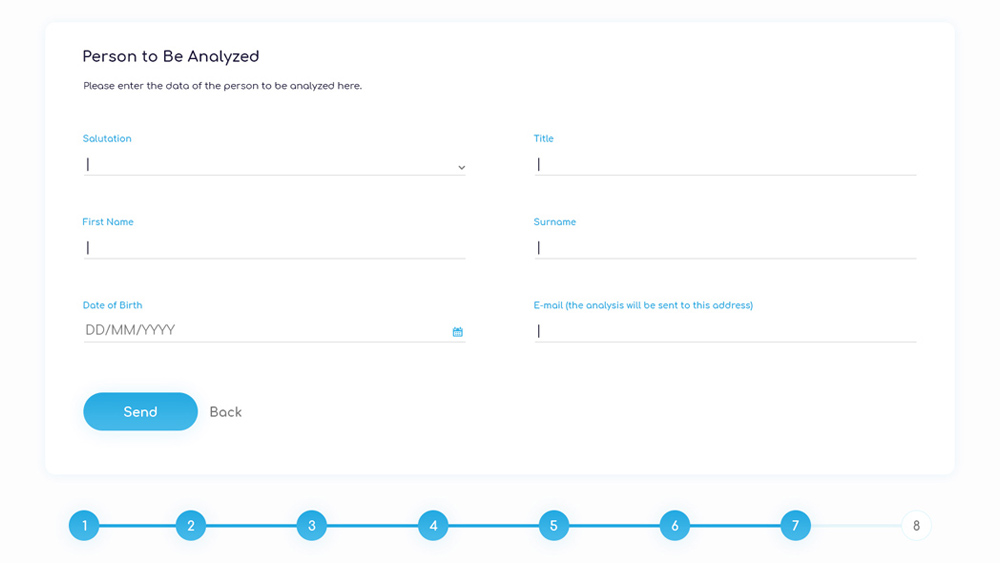 Person to Be Analyzed
Please enter the data of the person to be analyzed here.
Salutation
Title
First Name
Surname
Date of Birth
E-mail (the analysis will be sent to this address)
DD/MM/YYYY
Send Back
1 2 3 4 5 6 7 8